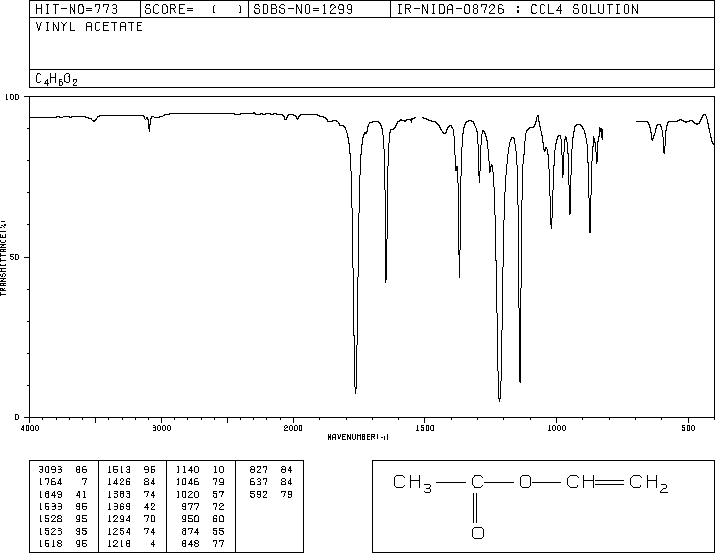 HIT-NO=773 SCORE= ( ) SDBS-NO=1299 IR-NIDA-08726 : CCL4 SOLUTION
VINYL ACETATE
C4H6O2
100
50
0
TRANSMITTANCE(%)
4000 3000 2000 1500 1000 500
WAVENUMBER(-1)
3093 86 1513 96 1140 10 827 84
1764 7 1426 84 1046 79 637 84
1649 41 1383 74 1020 57 592 79
1533 95 1369 42 977 72
1528 95 1294 70 950 60
1523 95 1254 74 874 55
1518 96 1218 4 848 77
CH3 C O CH CH2
O